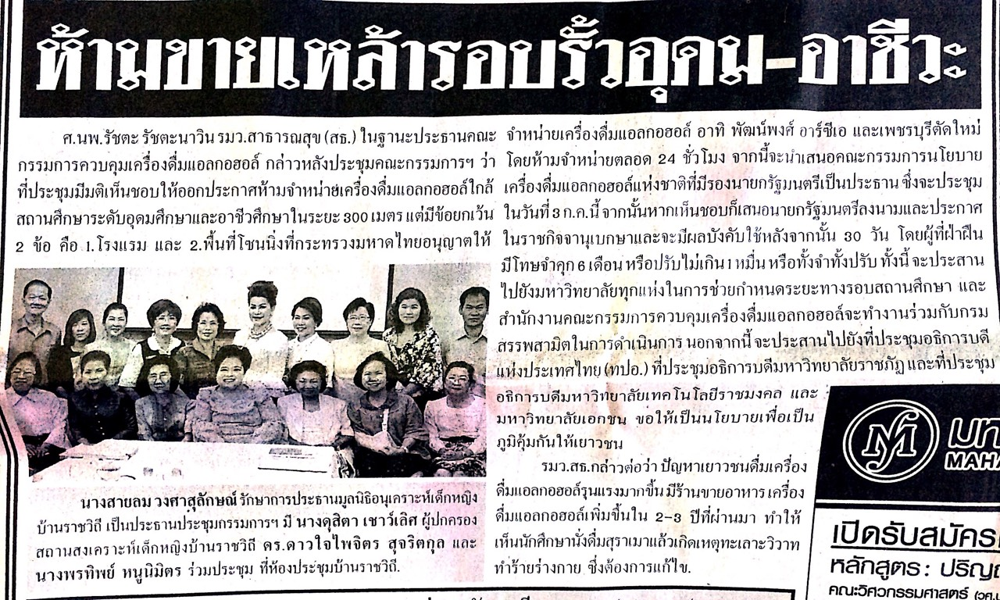 ห้ามขายเหล้ารอบรั้วอุดม-อาชีวะ
ศ.นพ.รัชตะ รัชตะนาวิน รมว.สาธารณสุข (สธ.) ในฐานะประธานคณะ
กรรมการควบคุมเครื่องดื่มแอลกอฮอล์ กล่าวหลังประชุมคณะกรรมการฯ ว่า
ที่ประชุมมีมติเห็นชอบให้ออกประกาศห้ามจำหน่ายเครื่องดื่มแอลกอฮอล์ใกล้
สถานศึกษาระดับอุดมศึกษาและอาชีวศึกษาในระยะ 300 เมตร แต่มีข้อยกเว้น
2 ข้อ คือ 1.โรงแรม และ 2.พื้นที่โซนนิ่งที่กระทรวงมหาดไทยอนุญาตให้
จำหน่ายเครื่องดื่มแอลกอฮอล์ อาทิ พัฒน์พงศ์ อาร์ซีเอ และเพชรบุรีตัดใหม่
โดยห้ามจำหน่ายตลอด 24 ชั่วโมง จากนี้จะนำเสนอคณะกรรมการนโยบาย
เครื่องดื่มแอลกอฮอล์แห่งชาติที่มีรองนายกรัฐมนตรีเป็นประธาน ซึ่งจะประชุม
ในวันที่ 3 ก.ค.นี้ จากนั้นหากเห็นชอบก็เสนอนายกรัฐมนตรีลงนามและประกาศ
ในราชกิจจานุเบกษาและจะมีผลบังคับใช้หลังจากนั้น 30 วัน โดยผู้ที่ฝ่าฝืน
มีโทษจำคุก 6 เดือน หรือปรับไม่เกิน 1 หมื่น หรือทั้งจำทั้งปรับ ทั้งนี้ จะประสาน
ไปยังมหาวิทยาลัยทุกแห่งในการช่วยกำหนดระยะทางรอบสถานศึกษา และ
สำนักงานคณะกรรมการควบคุมเครื่องดื่มแอลกอฮอล์จะทำงานร่วมกับกรม
สรรพสามิตในการดำเนินการ นอกจากนี้ จะประสานไปยังที่ประชุมอธิการบดี
แห่งประเทศไทย (ทปอ.) ที่ประชุมอธิการบดีมหาวิทยาลัยราชภัฏ และที่ประชุม
อธิการบดีมหาวิทยาลัยเทคโนโลยีราชมงคล และ
มหาวิทยาลัยเอกชน ขอให้เป็นนโยบายเพื่อเป็น
ภูมิคุ้มกันให้เยาวชน
รมว.สธ.กล่าวต่อว่า ปัญหาเยาวชนดื่มเครื่อง
ดื่มแอลกอฮอล์รุนแรงมากขึ้น มีร้านขายอาหาร เครื่อง
ดื่มแอลกอฮอล์เพิ่มขึ้นใน 2-3 ปีที่ผ่านมา ทำให้
เห็นนักศึกษานั่งดื่มสุราเมาแล้วเกิดเหตุทะเลาะวิวาท
ทำร้ายร่างกาย ซึ่งต้องการแก้ไข.
นางสายลม วงศาสุลักษณ์ รักษาการประธานมูลนิธิอนุเคราะห์เด็กหญิง
บ้านราชวิถี เป็นประธานประชุมกรรมการฯ มี นางดุสิตา เชาว์เลิศ ผู้ปกครอง
สถานสงเคราะห์เด็กหญิงบ้านราชวิถี ดร.ดาวใจไพจิตร สุจริตกุล และ
นางพรทิพย์ หนูนิมิตร ร่วมประชุม ที่ห้องประชุมบ้านราชวิถี.
มท
MAHA
เปิดรับสมัคร
หลักสูตร : ปริญ
คณะวิศวกรรมศาสตร์ (วศ.